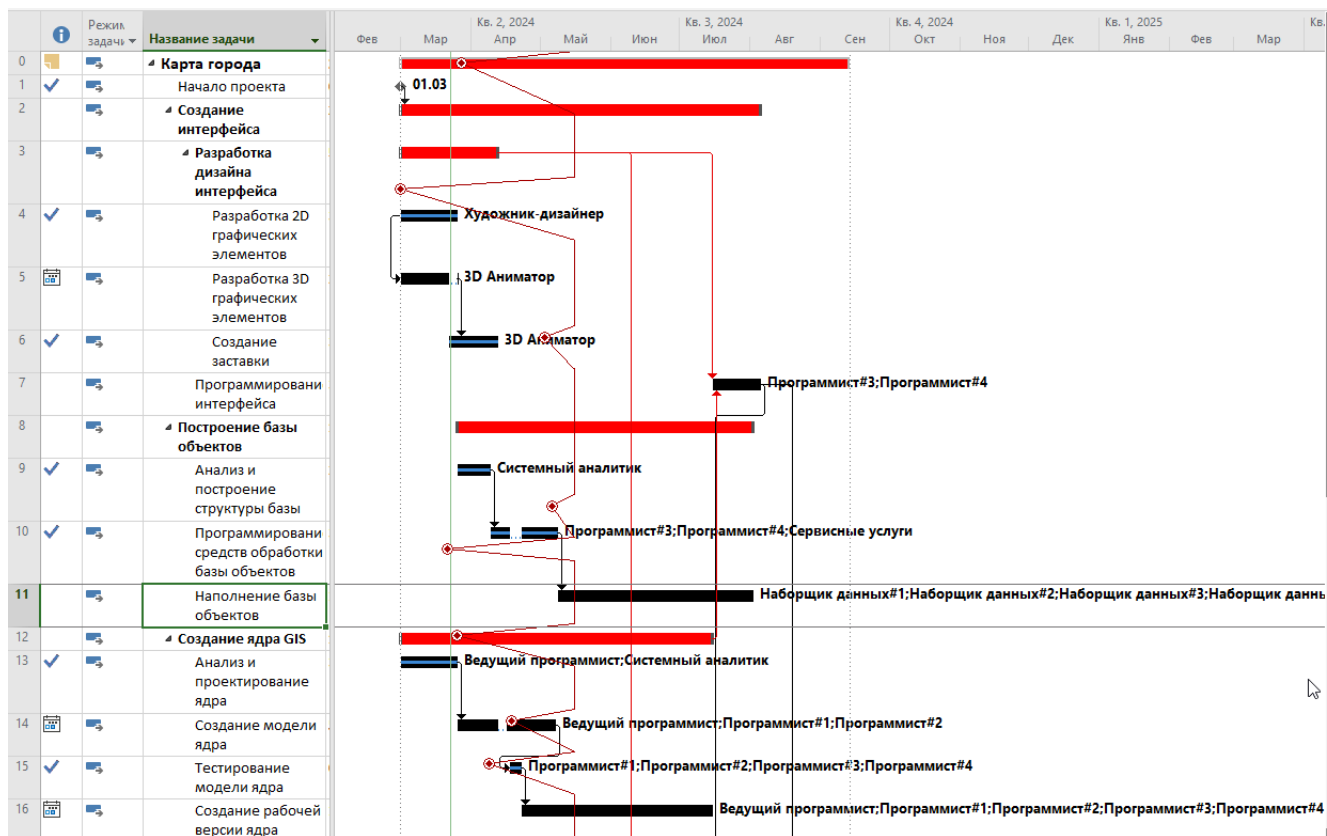 Режим задачи
Название задачи
Кв. 2, 2024
Кв. 3, 2024
Кв. 4, 2024
Кв. 1, 2025
Кв.
Фев
Мар
Апр
Май
Июн
Июл
Авг
Сен
Окт
Ноя
Дек
Янв
Фев
Мар
0
Карта города
1
Начало проекта
01.03
2
Создание
интерфейса
3
Разработка
дизайна
интерфейса
4
Разработка 2D
графических
элементов
Художник-дизайнер
5
Разработка 3D
графических
элементов
3D Аниматор
6
Создание
заставки
3D Аниматор
7
Программировани
интерфейса
Программист#3;Программист#4
8
Построение базы
объектов
9
Анализ и
построение
структуры базы
Системный аналитик
10
Программировани
средств обработки
базы объектов
Программист#3;Программист#4;Сервисные услуги
11
Наполнение базы
объектов
Наборщик данных#1;Наборщик данных#2;Наборщик данных#3;Наборщик данны
12
Создание ядра GIS
13
Анализ и
проектирование
ядра
Ведущий программист;Системный аналитик
14
Создание модели
ядра
Ведущий программист;Программист#1;Программист#2
15
Тестирование
модели ядра
Программист#1;Программист#2;Программист#3;Программист#4
16
Создание рабочей
версии ядра
Ведущий программист;Программист#1;Программист#2;Программист#3;Программист#4